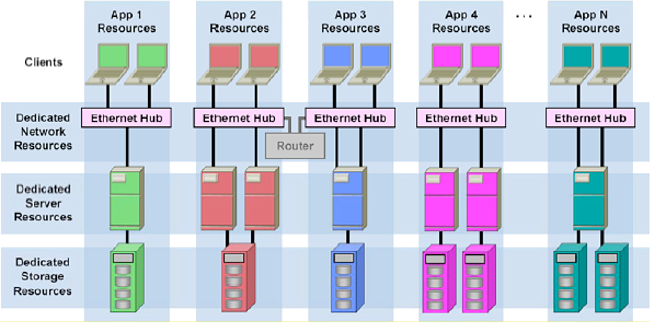 App 1
Resources
App 2
Resources
App 3
Resources
App 4
Resources
...
App N
Resources
Clients
Dedicated
Network
Resources
Ethernet Hub
Ethernet Hub
Ethernet Hub
Ethernet Hub
Ethernet Hub
Router
Dedicated
Server
Resources
Dedicated
Storage
Resources